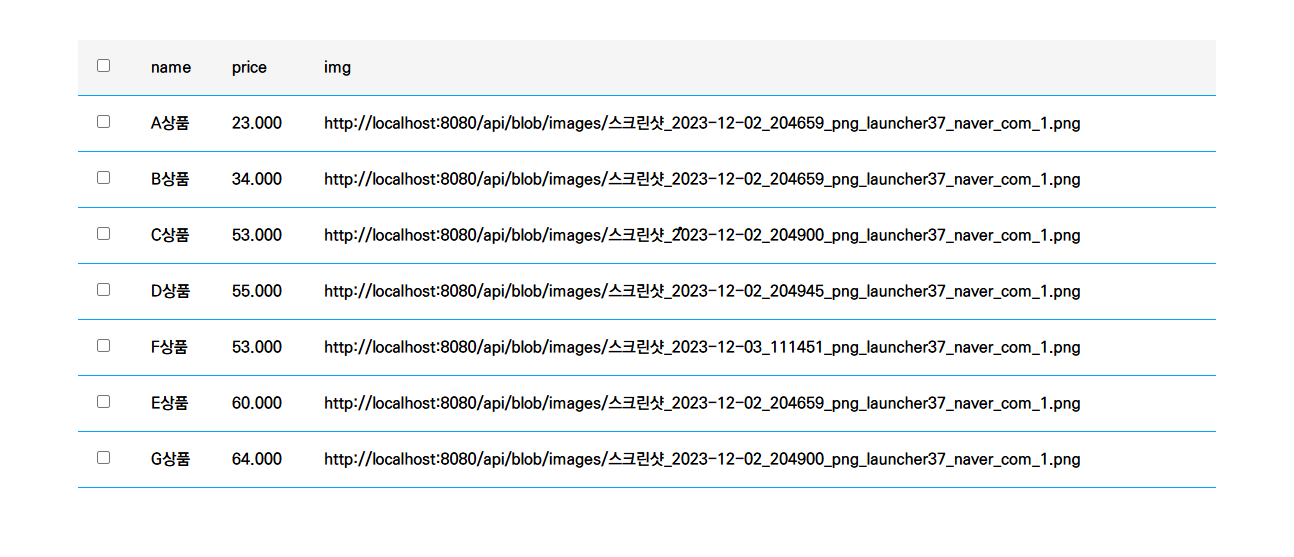 name price img
A상품 23.000 http://localhost:8080/api/blob/images/스크린샷_2023-12-02_204659_png_launcher37_naver_com_1.png
B상품 34.000 http://localhost:8080/api/blob/images/스크린샷_2023-12-02_204659_png_launcher37_naver_com_1.png
C상품 53.000 http://localhost:8080/api/blob/images/스크린샷_2023-12-02_204900_png_launcher37_naver_com_1.png
D상품 55.000 http://localhost:8080/api/blob/images/스크린샷_2023-12-02_204945_png_launcher37_naver_com_1.png
F상품 53.000 http://localhost:8080/api/blob/images/스크린샷_2023-12-03_111451_png_launcher37_naver_com_1.png
E상품 60.000 http://localhost:8080/api/blob/images/스크린샷_2023-12-02_204659_png_launcher37_naver_com_1.png
G상품 64.000 http://localhost:8080/api/blob/images/스크린샷_2023-12-02_204900_png_launcher37_naver_com_1.png